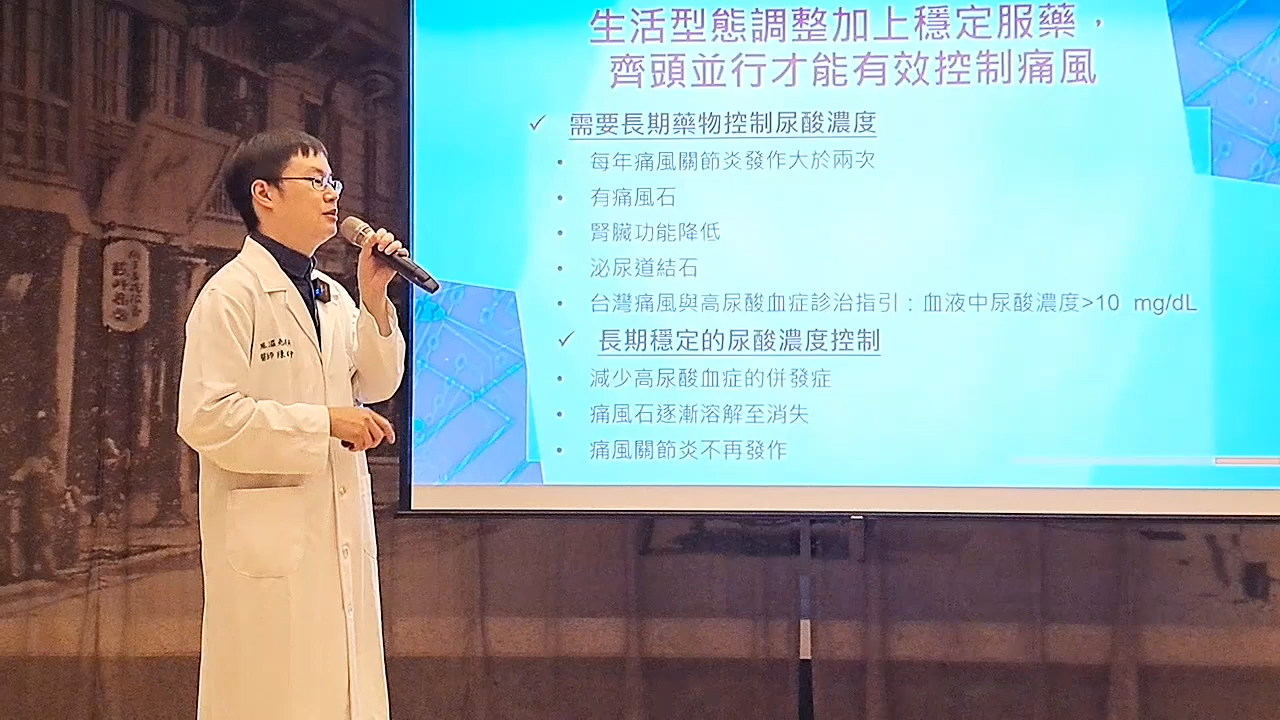 生活型態調整加上穩定服藥，
齊頭並行才能有效控制痛風
✓ 需要長期藥物控制尿酸濃度
• 每年痛風關節炎發作大於兩次
• 有痛風石
• 腎臟功能降低
• 泌尿道結石
• 台灣痛風與高尿酸血症診治指引：血液中尿酸濃度>10 mg/dL
✓ 長期穩定的尿酸濃度控制
• 減少高尿酸血症的併發症
• 痛風石逐漸溶解至消失
• 痛風關節炎不再發作
醫師